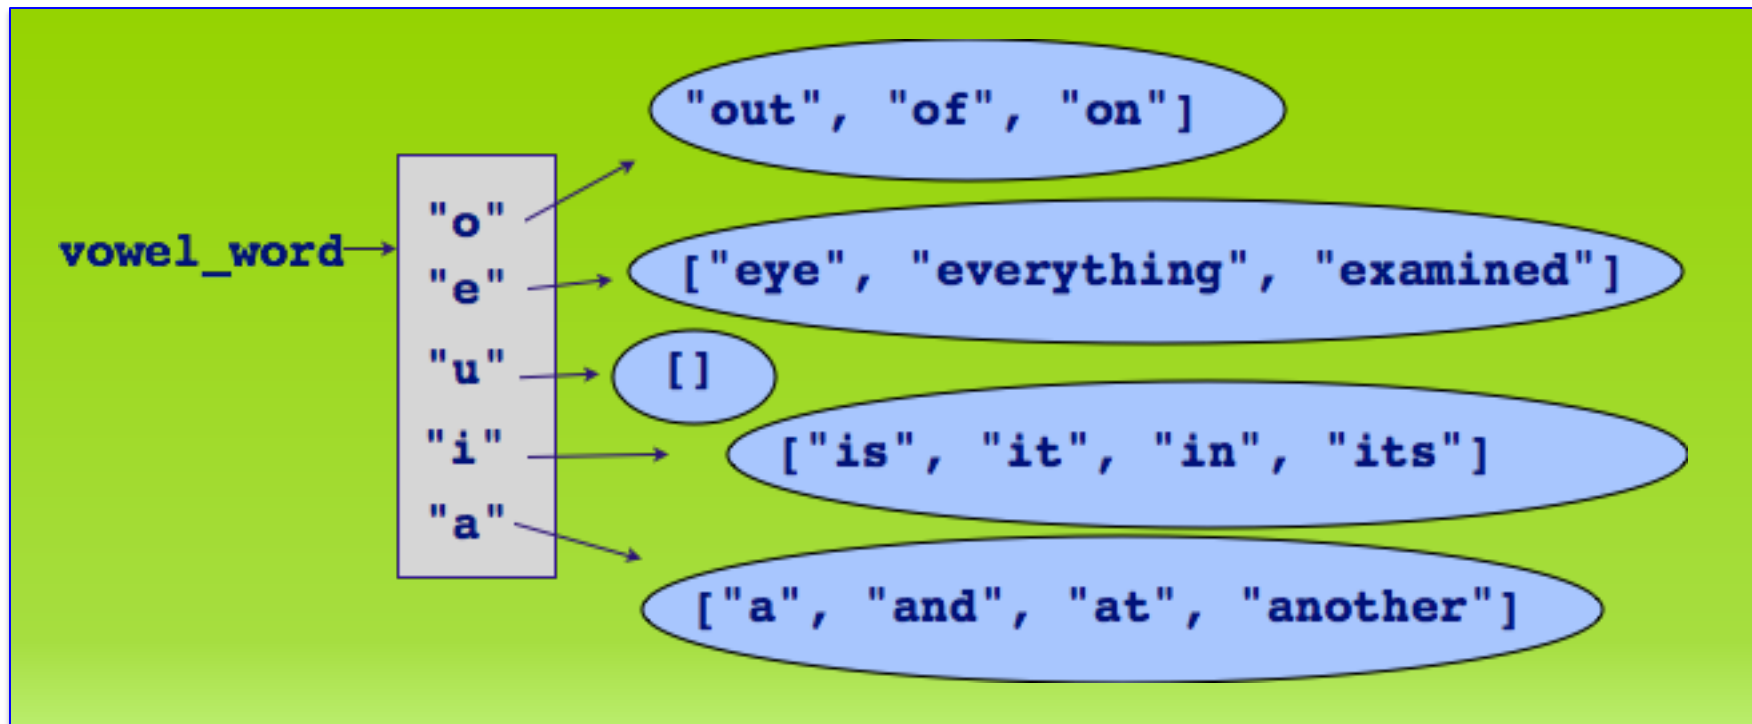 "out", "of", "on"]
"o"
vowel_word
["eye", "everything", "examined"]
"e"
"u"
[]
"i"
["is", "it", "in", "its"]
"a"
["a", "and", "at", "another"]